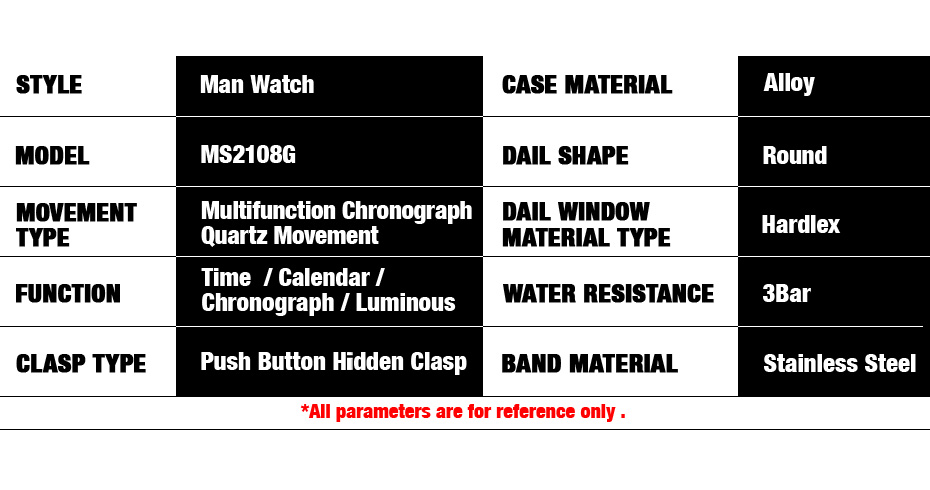 STYLE Man Watch CASE MATERIAL Alloy
MODEL MS2108G DAIL SHAPE Round
MOVEMENT TYPE Multifunction Chronograph Quartz Movement DAIL WINDOW MATERIAL TYPE Hardlex
FUNCTION Time / Calendar / Chronograph / Luminous WATER RESISTANCE 3Bar
CLASP TYPE Push Button Hidden Clasp BAND MATERIAL Stainless Steel
*All parameters are for reference only .